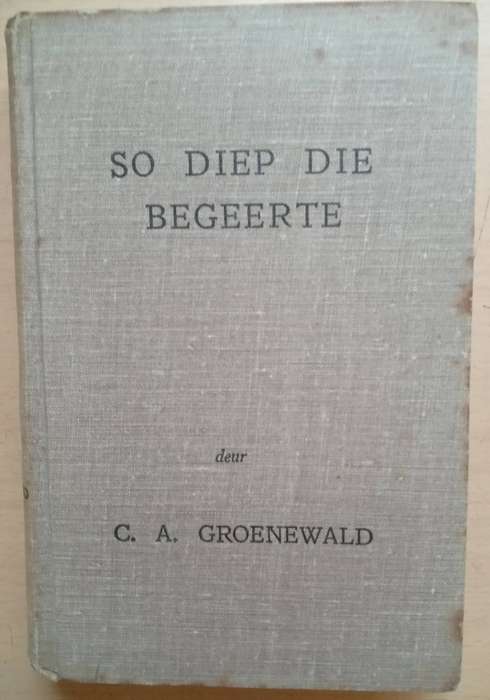 SO DIEP DIE
BEGEERTE
deur
C. A. GROENEWALD